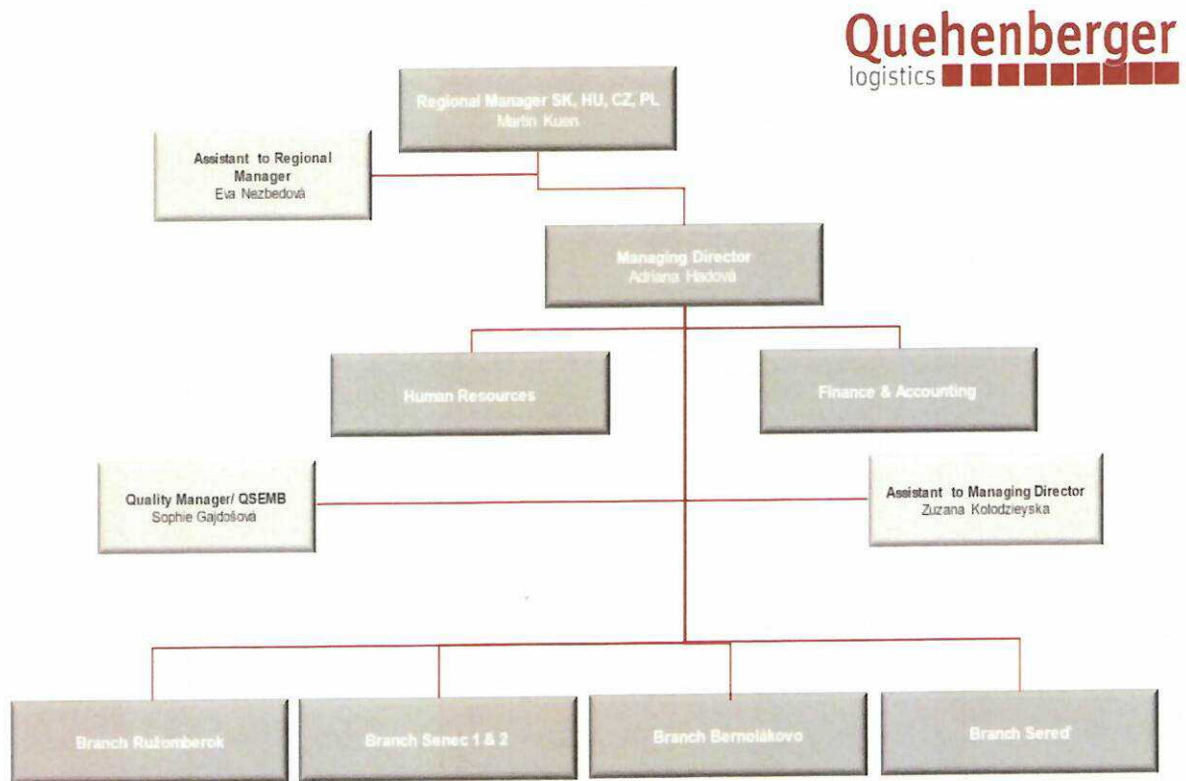 Quehenberger
logistics
Regional Manager SK, HU, CZ, PL
Martin Kuen
Assistant to Regional
Manager
Eva Nezbedová
Managing Director
Adriana Hadová
Human Resources
Finance & Accounting
Quality Manager/ QSEMB
Sophie Gajdošová
Assistant to Managing Director
Zuzana Kolodzieyska
Branch Ružomberok
Branch Senec 1 & 2
Branch Bernolákovo
Branch Sereď